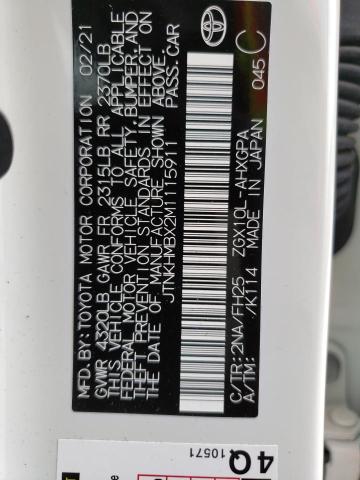 MFD. BY: TOYOTA MOTOR CORPORATION 02/21
GVWR 4320LB GAWR FR 2315LB RR 2370LB
THIS VEHICLE CONFORMS TO ALL APPLICABLE
FEDERAL MOTOR VEHICLE SAFETY, BUMPER, AND
THEFT PREVENTION STANDARDS IN EFFECT ON
THE DATE OF MANUFACTURE SHOWN ABOVE.
JTNKHMBX2M1115911 PASS.CAR
C/TR:2NA/FH25 ZGX10L-AHXGPA
A/TM: /K114 MADE IN JAPAN
045 C
TOYOTA
4Q
10571